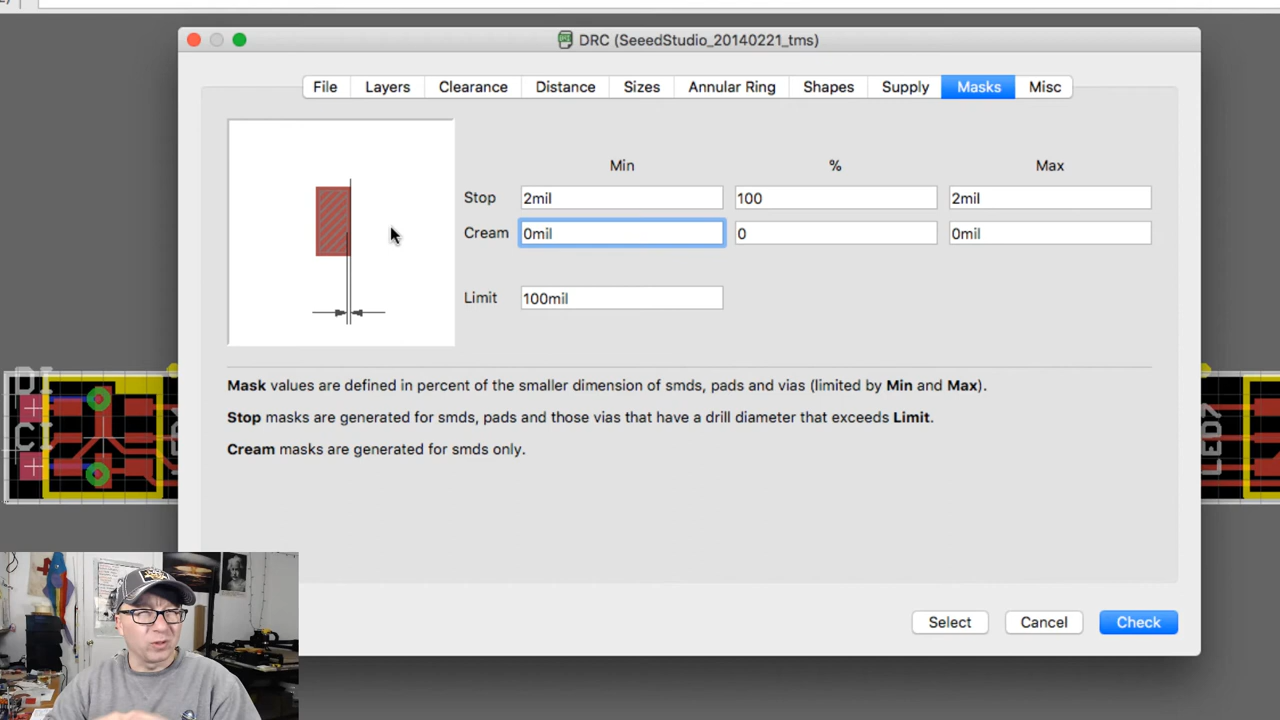 DRC (SeeedStudio_20140221_tms)
File Layers Clearance Distance Sizes Annular Ring Shapes Supply Masks Misc
Min % Max
Stop 2mil 100 2mil
Cream 0mil 0 0mil
Limit 100mil
Mask values are defined in percent of the smaller dimension of smds, pads and vias (limited by Min and Max).
Stop masks are generated for smds, pads and those vias that have a drill diameter that exceeds Limit.
Cream masks are generated for smds only.
Select Cancel Check
DI
CI
LED7